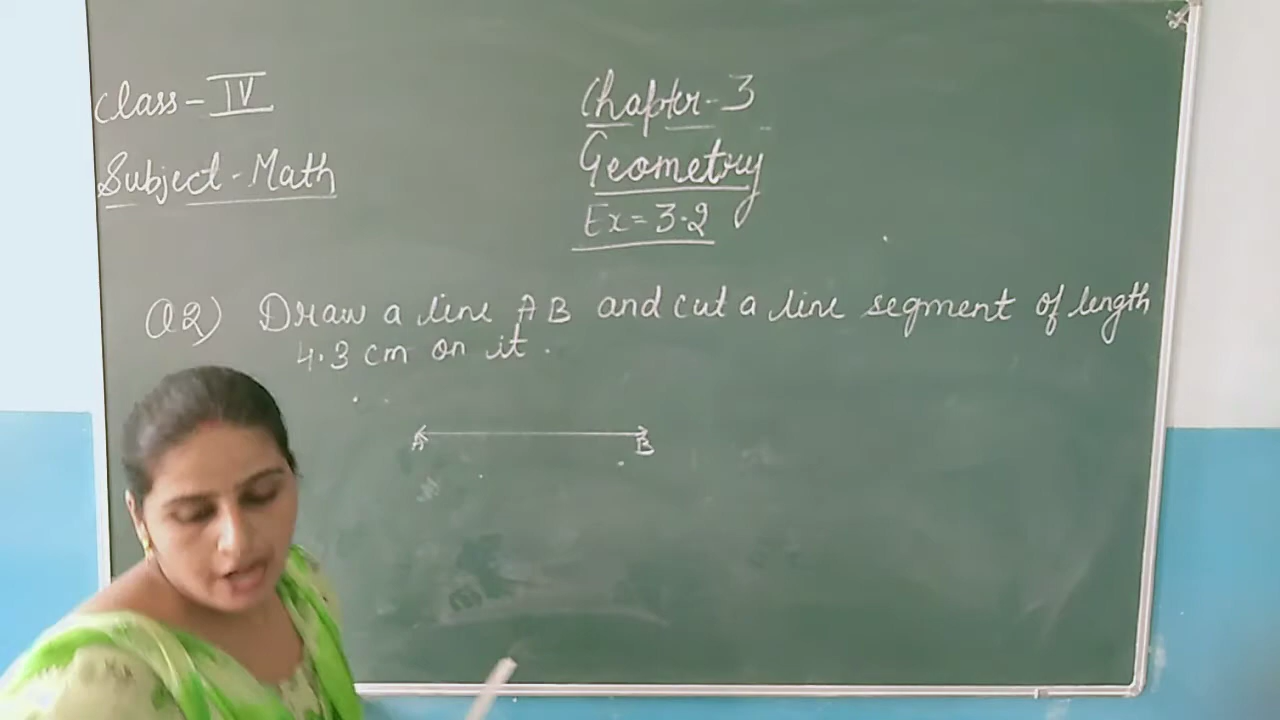 Class - IV
Subject - Math
Chapter - 3
Geometry
Ex = 3.2
Q2) Draw a line AB and cut a line segment of length
4.3 cm on it.
A B